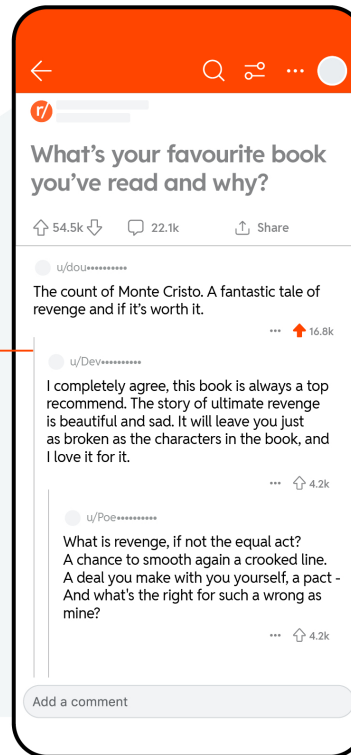 r/
What's your favourite book
you've read and why?
54.5k 22.1k Share
u/dou••••••••••
The count of Monte Cristo. A fantastic tale of
revenge and if it's worth it.
••• 16.8k
u/Dev••••••••••
I completely agree, this book is always a top
recommend. The story of ultimate revenge
is beautiful and sad. It will leave you just
as broken as the characters in the book, and
I love it for it.
••• 4.2k
u/Poe••••••••••
What is revenge, if not the equal act?
A chance to smooth again a crooked line.
A deal you make with you yourself, a pact -
And what's the right for such a wrong as
mine?
••• 4.2k
Add a comment